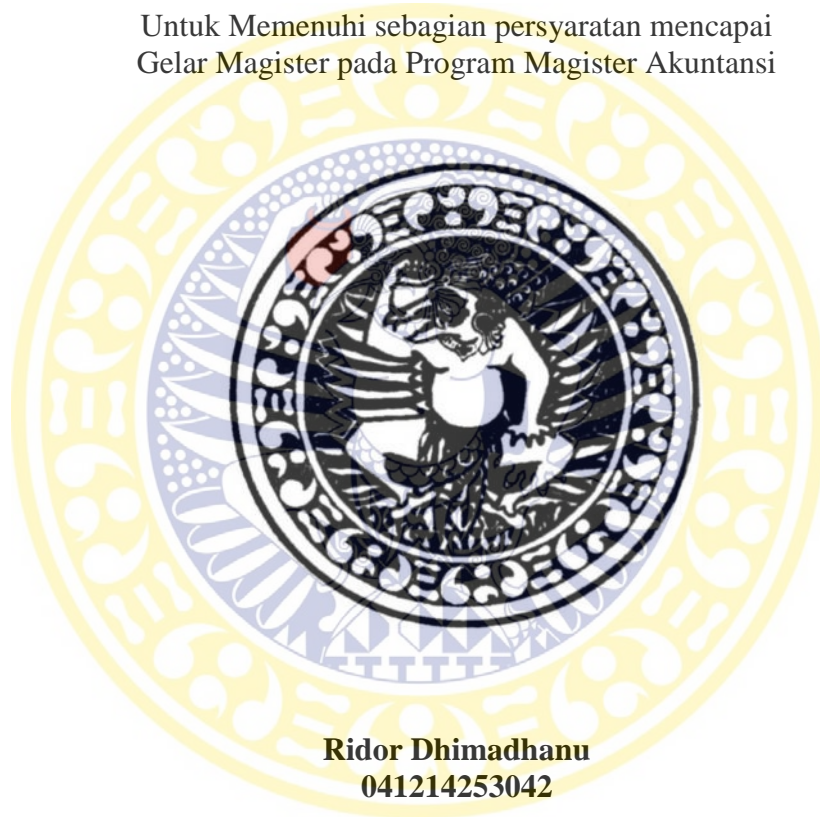 Untuk Memenuhi sebagian persyaratan mencapai
Gelar Magister pada Program Magister Akuntansi
Ridor Dhimadhanu
041214253042